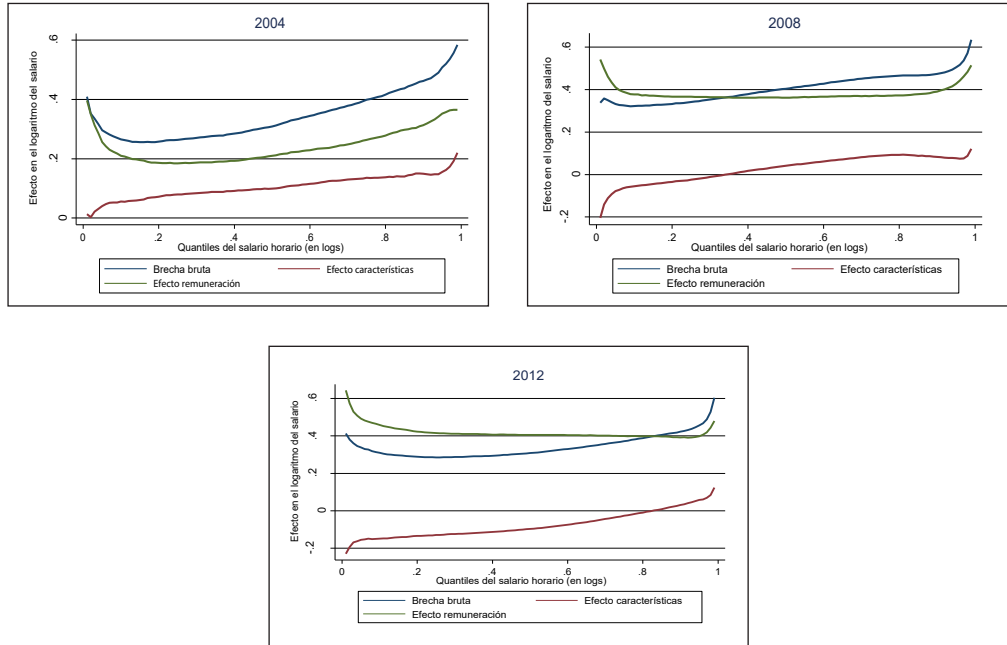 2004
Efecto en el logaritmo del salario
.6
.4
.2
0
0 .2 .4 .6 .8 1
Quantiles del salario horario (en logs)
Brecha bruta Efecto características
Efecto remuneración
2008
Efecto en el logaritmo del salario
.6
.4
.2
0
-.2
0 .2 .4 .6 .8 1
Quantiles del salario horario (en logs)
Brecha bruta Efecto características
Efecto remuneración
2012
Efecto en el logaritmo del salario
.6
.4
.2
0
-.2
0 .2 .4 .6 .8 1
Quantiles del salario horario (en logs)
Brecha bruta Efecto características
Efecto remuneración